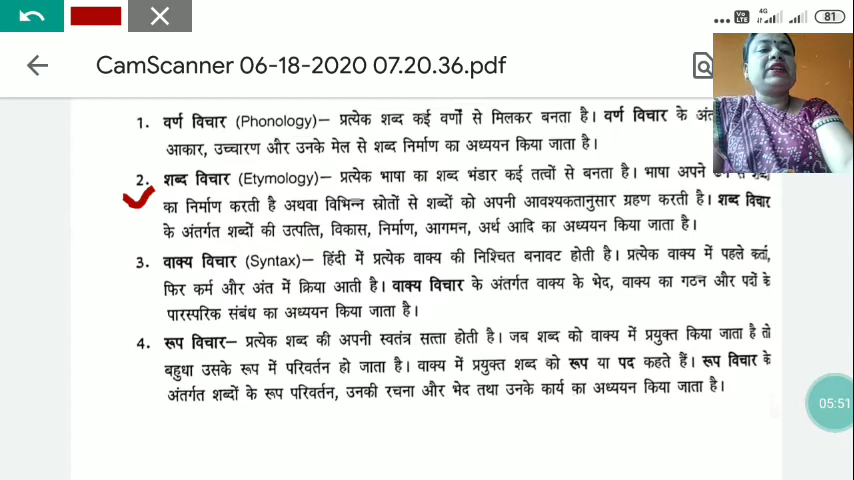 4G
Vo LTE
81
CamScanner 06-18-2020 07.20.36.pdf
1. वर्ण विचार (Phonology)– प्रत्येक शब्द कई वर्णों से मिलकर बनता है। वर्ण विचार के अंत
आकार, उच्चारण और उनके मेल से शब्द निर्माण का अध्ययन किया जाता है।
2. शब्द विचार (Etymology)– प्रत्येक भाषा का शब्द भंडार कई तत्वों से बनता है। भाषा अपने
का निर्माण करती है अथवा विभिन्न स्रोतों से शब्दों को अपनी आवश्यकतानुसार ग्रहण करती है। शब्द विचार
के अंतर्गत शब्दों की उत्पत्ति, विकास, निर्माण, आगमन, अर्थ आदि का अध्ययन किया जाता है।
3. वाक्य विचार (Syntax)– हिंदी में प्रत्येक वाक्य की निश्चित बनावट होती है। प्रत्येक वाक्य में पहले कर्ता,
फिर कर्म और अंत में क्रिया आती है। वाक्य विचार के अंतर्गत वाक्य के भेद, वाक्य का गठन और पदों के
पारस्परिक संबंध का अध्ययन किया जाता है।
4. रूप विचार– प्रत्येक शब्द की अपनी स्वतंत्र सत्ता होती है। जब शब्द को वाक्य में प्रयुक्त किया जाता है तो
बहुधा उसके रूप में परिवर्तन हो जाता है। वाक्य में प्रयुक्त शब्द को रूप या पद कहते हैं। रूप विचार के
अंतर्गत शब्दों के रूप परिवर्तन, उनकी रचना और भेद तथा उनके कार्य का अध्ययन किया जाता है।
05:51